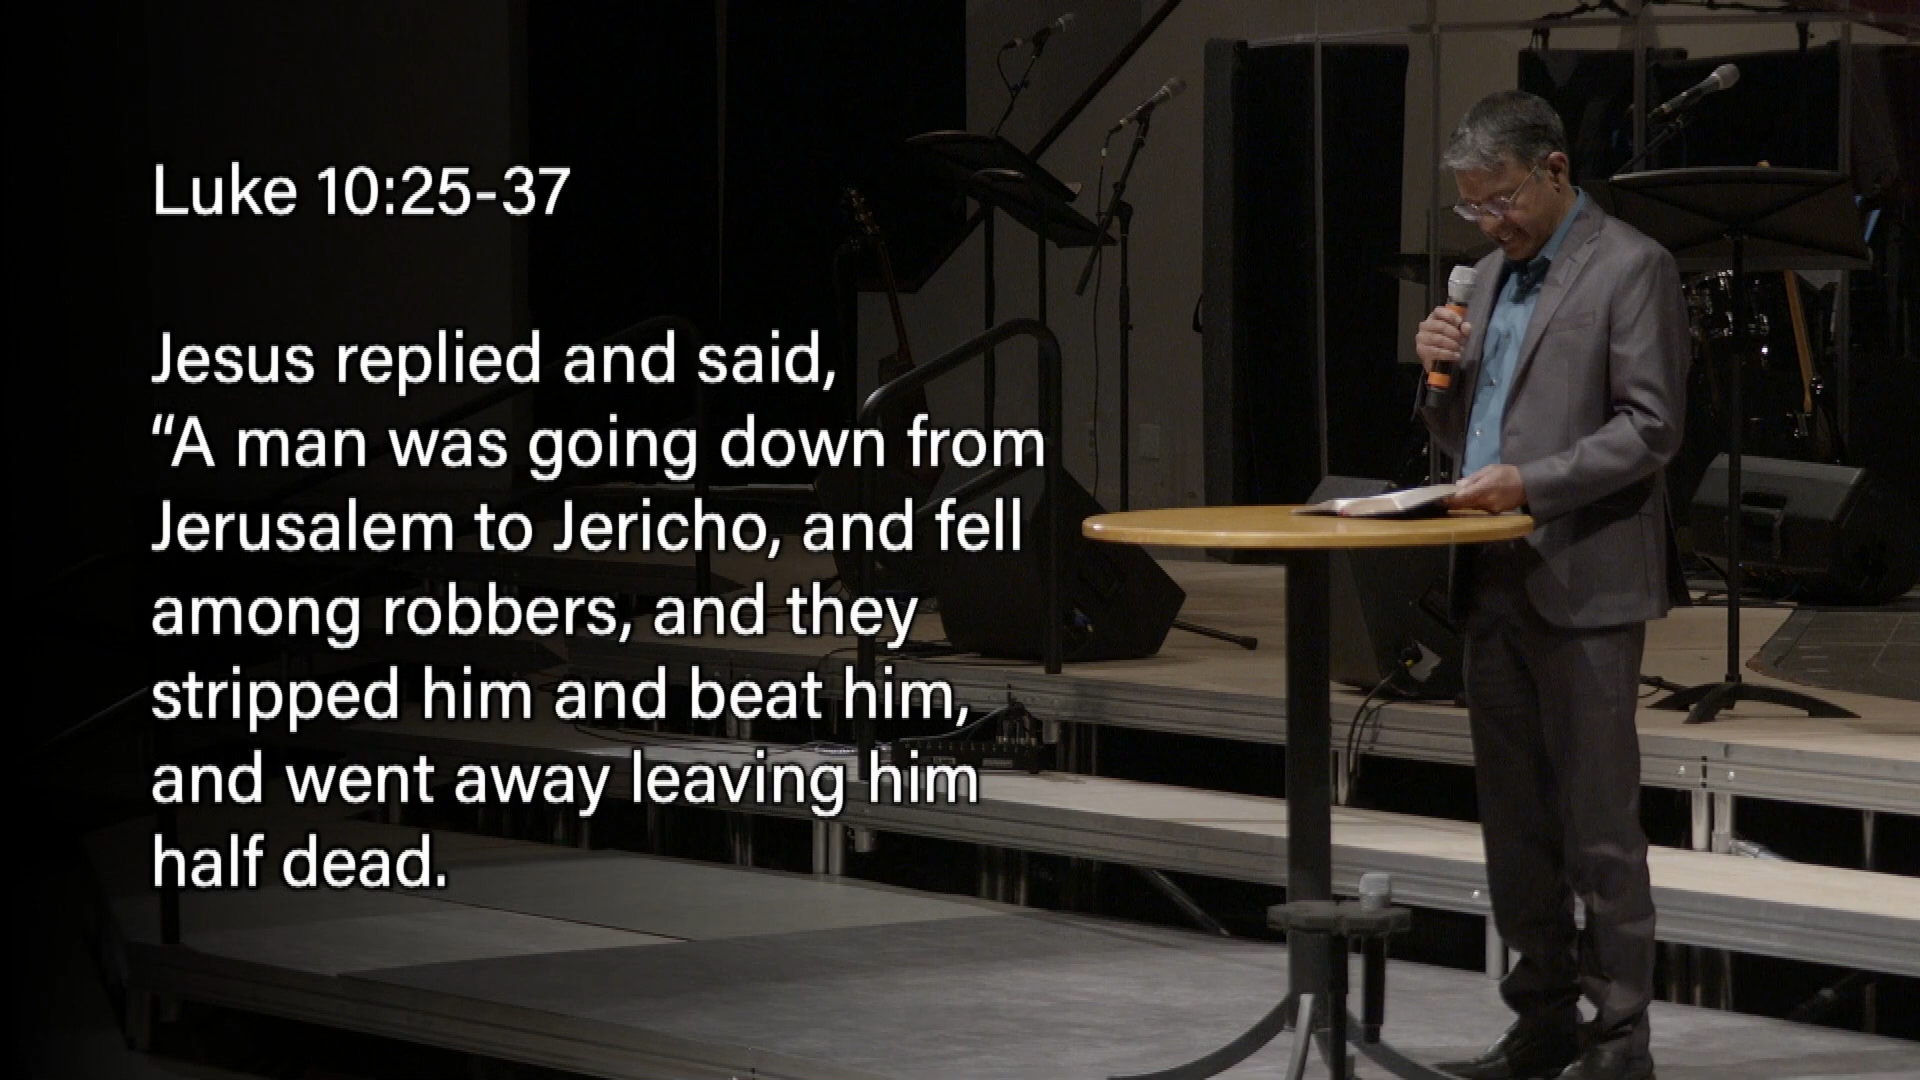 Luke 10:25-37
Jesus replied and said,
“A man was going down from
Jerusalem to Jericho, and fell
among robbers, and they
stripped him and beat him,
and went away leaving him
half dead.